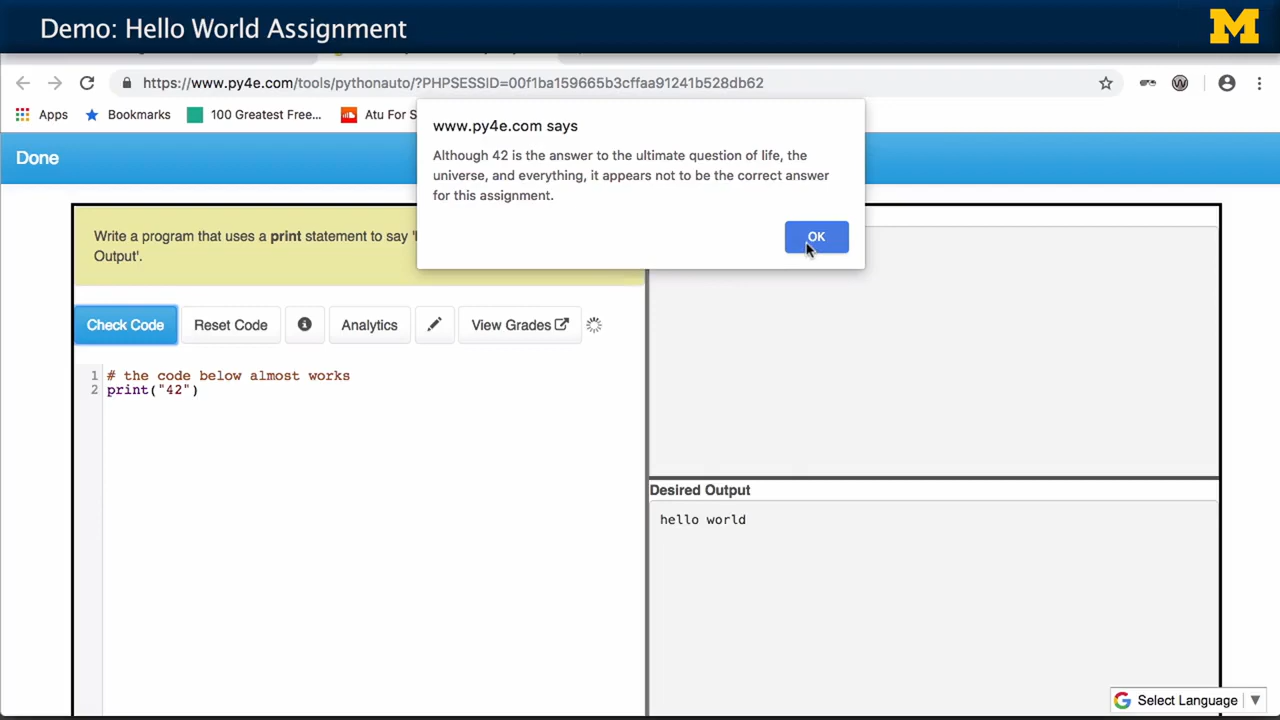 Demo: Hello World Assignment
M
https://www.py4e.com/tools/pythonauto/?PHPSESSID=00f1ba159665b3cffaa91241b528db62
Apps
Bookmarks
100 Greatest Free...
Atu For S
www.py4e.com says
Although 42 is the answer to the ultimate question of life, the
universe, and everything, it appears not to be the correct answer
for this assignment.
OK
Done
Write a program that uses a print statement to say '
Output'.
Check Code
Reset Code
Analytics
View Grades
1 # the code below almost works
2 print("42")
Desired Output
hello world
Select Language